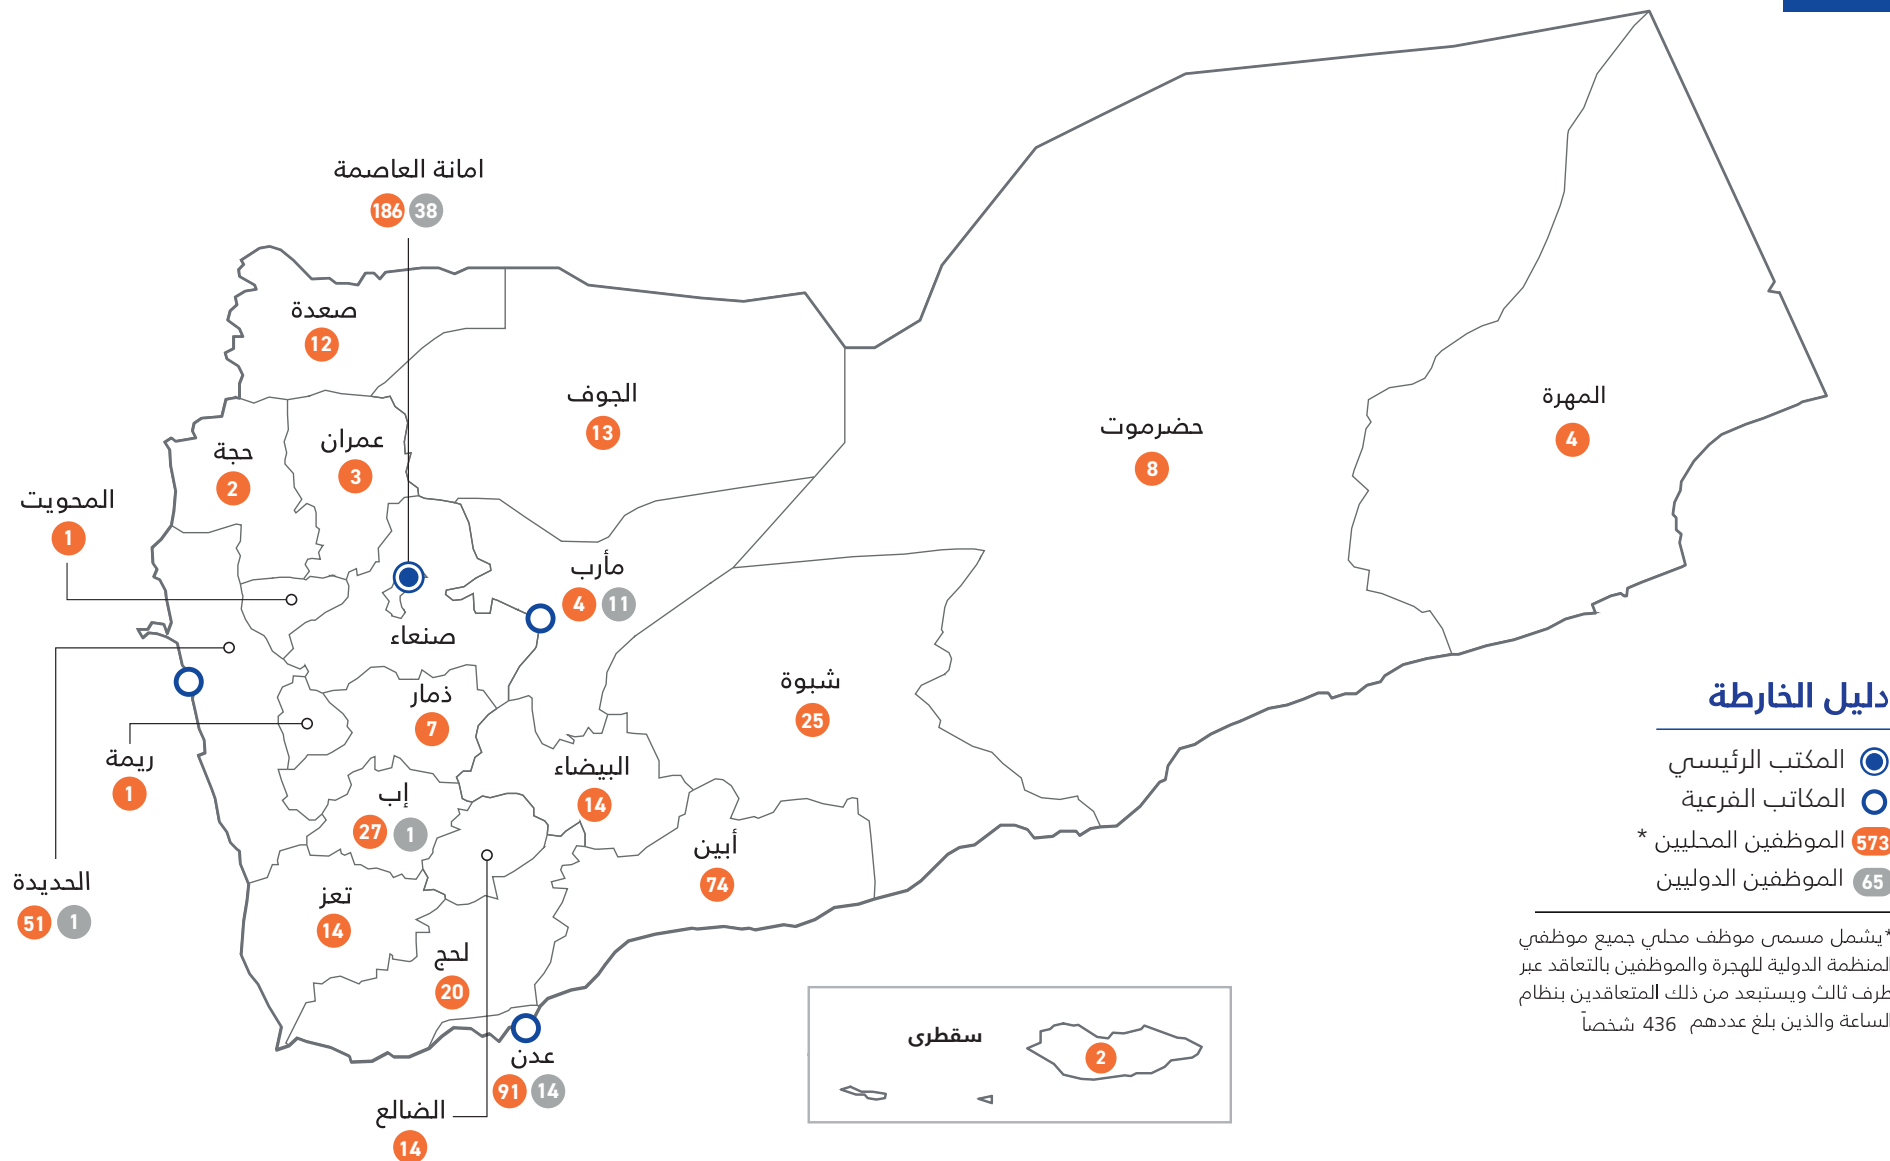 امانة العاصمة
186 38
صعدة
12
الجوف
13
المهرة
4
حضرموت
8
عمران
3
حجة
2
المحويت
1
مأرب
4 11
صنعاء
شبوة
25
ذمار
7
ريمة
1
البيضاء
14
إب
27 1
أبين
74
الحديدة
51 1
تعز
14
لحج
20
عدن
91 14
الضالع
14
سقطرى
2
دليل الخارطة
المكتب الرئيسي
المكاتب الفرعية
573 الموظفين المحليين *
65 الموظفين الدوليين
*يشمل مسمى موظف محلي جميع موظفي
المنظمة الدولية للهجرة والموظفين بالتعاقد عبر
طرف ثالث ويستبعد من ذلك المتعاقدين بنظام
الساعة والذين بلغ عددهم 436 شخصاً